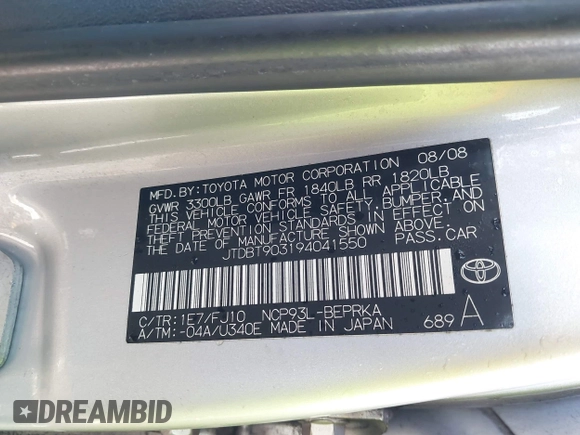 MFD. BY: TOYOTA MOTOR CORPORATION 08/08
GVWR 3300LB GAWR FR 1840LB RR 1820LB
THIS VEHICLE CONFORMS TO ALL APPLICABLE
FEDERAL MOTOR VEHICLE SAFETY, BUMPER, AND
THEFT PREVENTION STANDARDS IN EFFECT ON
THE DATE OF MANUFACTURE SHOWN ABOVE.
JTDBT903194041550 PASS. CAR
C/TR: 1E7/FJ10 NCP93L-BEPRKA
A/TM: -04A/U340E MADE IN JAPAN 689 A
DREAMBID